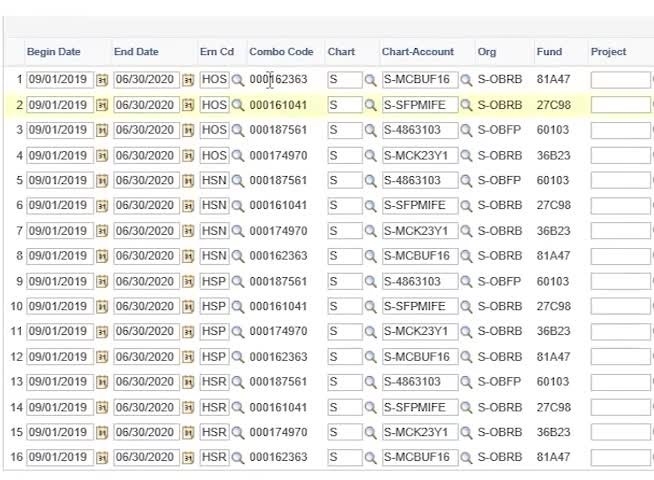 Begin Date End Date Ern Cd Combo Code Chart Chart-Account Org Fund Project
1 09/01/2019 06/30/2020 HOS 000162363 S S-MCBUF16 S-OBRB 81A47
2 09/01/2019 06/30/2020 HOS 000161041 S S-SFPMIFE S-OBRB 27C98
3 09/01/2019 06/30/2020 HOS 000187561 S S-4863103 S-OBFP 60103
4 09/01/2019 06/30/2020 HOS 000174970 S S-MCK23Y1 S-OBRB 36B23
5 09/01/2019 06/30/2020 HSN 000187561 S S-4863103 S-OBFP 60103
6 09/01/2019 06/30/2020 HSN 000161041 S S-SFPMIFE S-OBRB 27C98
7 09/01/2019 06/30/2020 HSN 000174970 S S-MCK23Y1 S-OBRB 36B23
8 09/01/2019 06/30/2020 HSN 000162363 S S-MCBUF16 S-OBRB 81A47
9 09/01/2019 06/30/2020 HSP 000187561 S S-4863103 S-OBFP 60103
10 09/01/2019 06/30/2020 HSP 000161041 S S-SFPMIFE S-OBRB 27C98
11 09/01/2019 06/30/2020 HSP 000174970 S S-MCK23Y1 S-OBRB 36B23
12 09/01/2019 06/30/2020 HSP 000162363 S S-MCBUF16 S-OBRB 81A47
13 09/01/2019 06/30/2020 HSR 000187561 S S-4863103 S-OBFP 60103
14 09/01/2019 06/30/2020 HSR 000161041 S S-SFPMIFE S-OBRB 27C98
15 09/01/2019 06/30/2020 HSR 000174970 S S-MCK23Y1 S-OBRB 36B23
16 09/01/2019 06/30/2020 HSR 000162363 S S-MCBUF16 S-OBRB 81A47